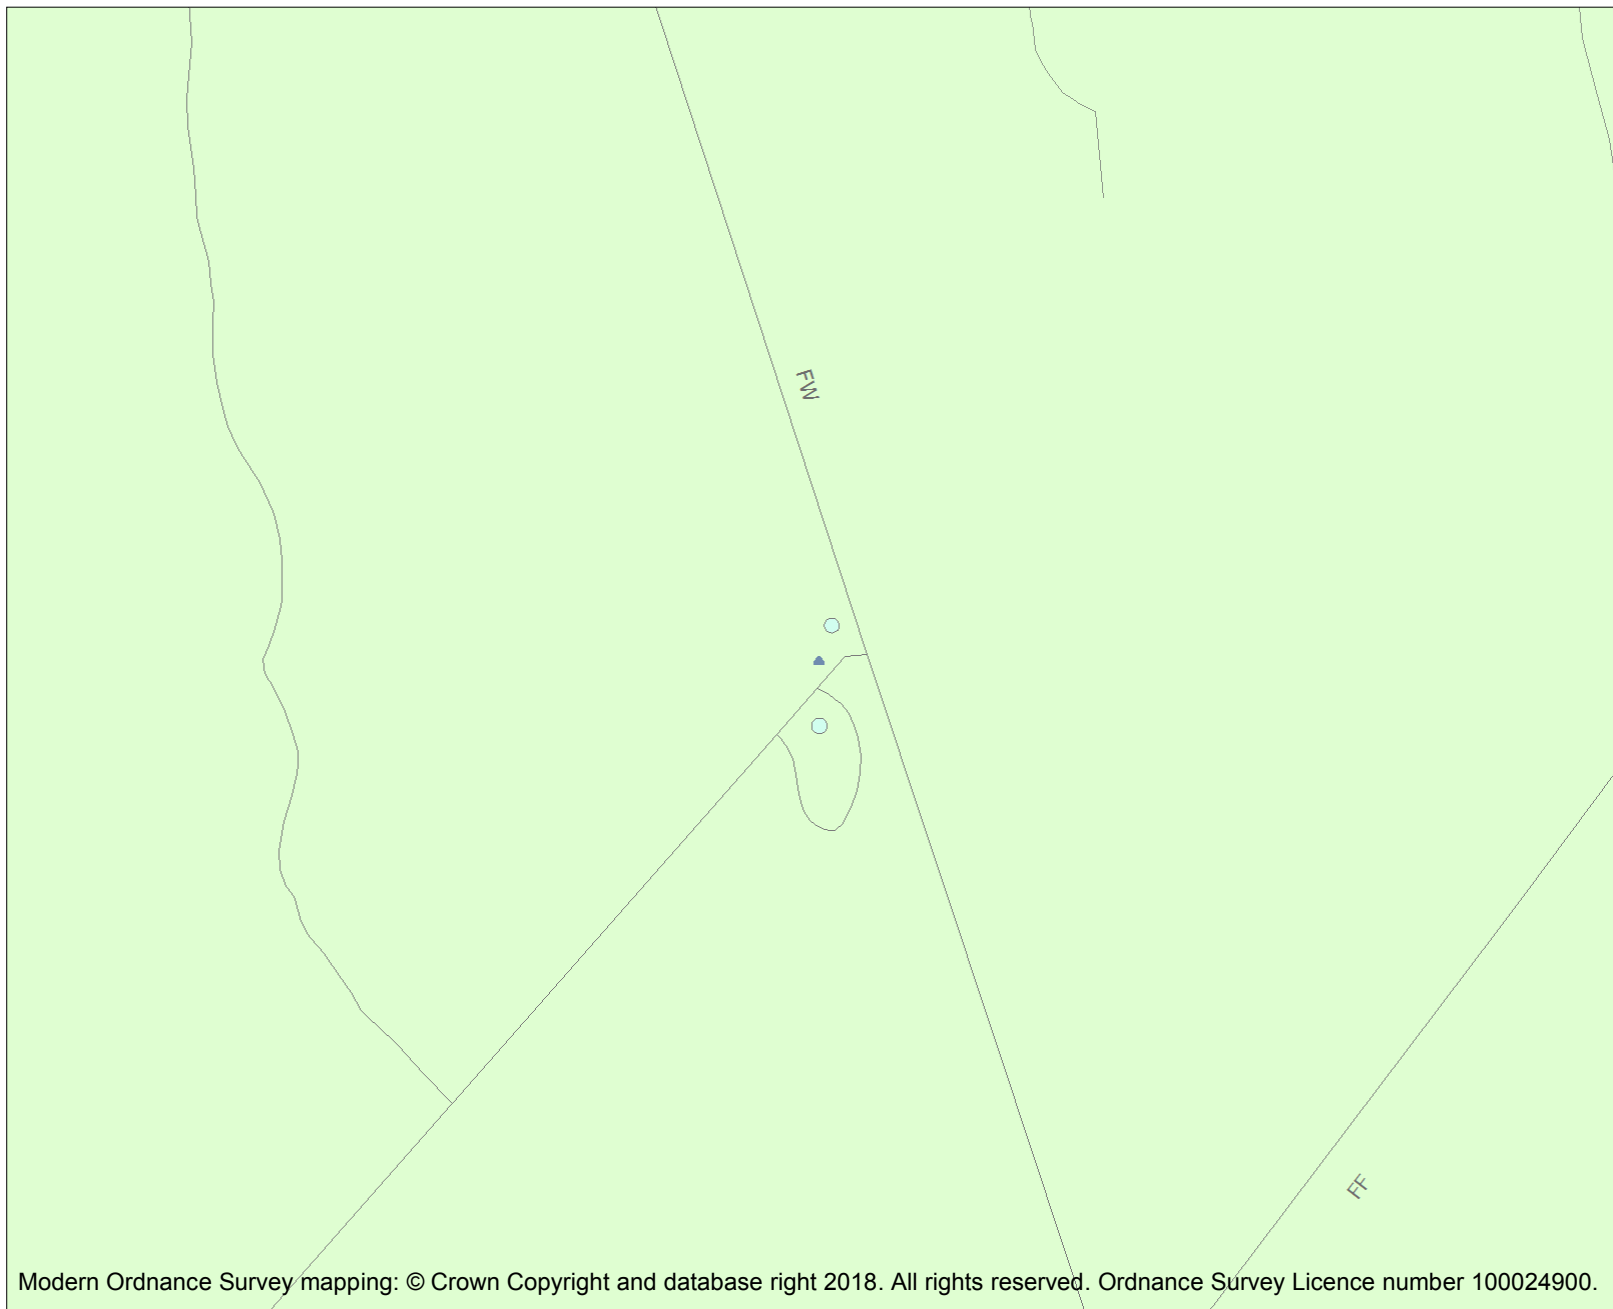 FW
FF
Modern Ordnance Survey mapping: © Crown Copyright and database right 2018. All rights reserved. Ordnance Survey Licence number 100024900.